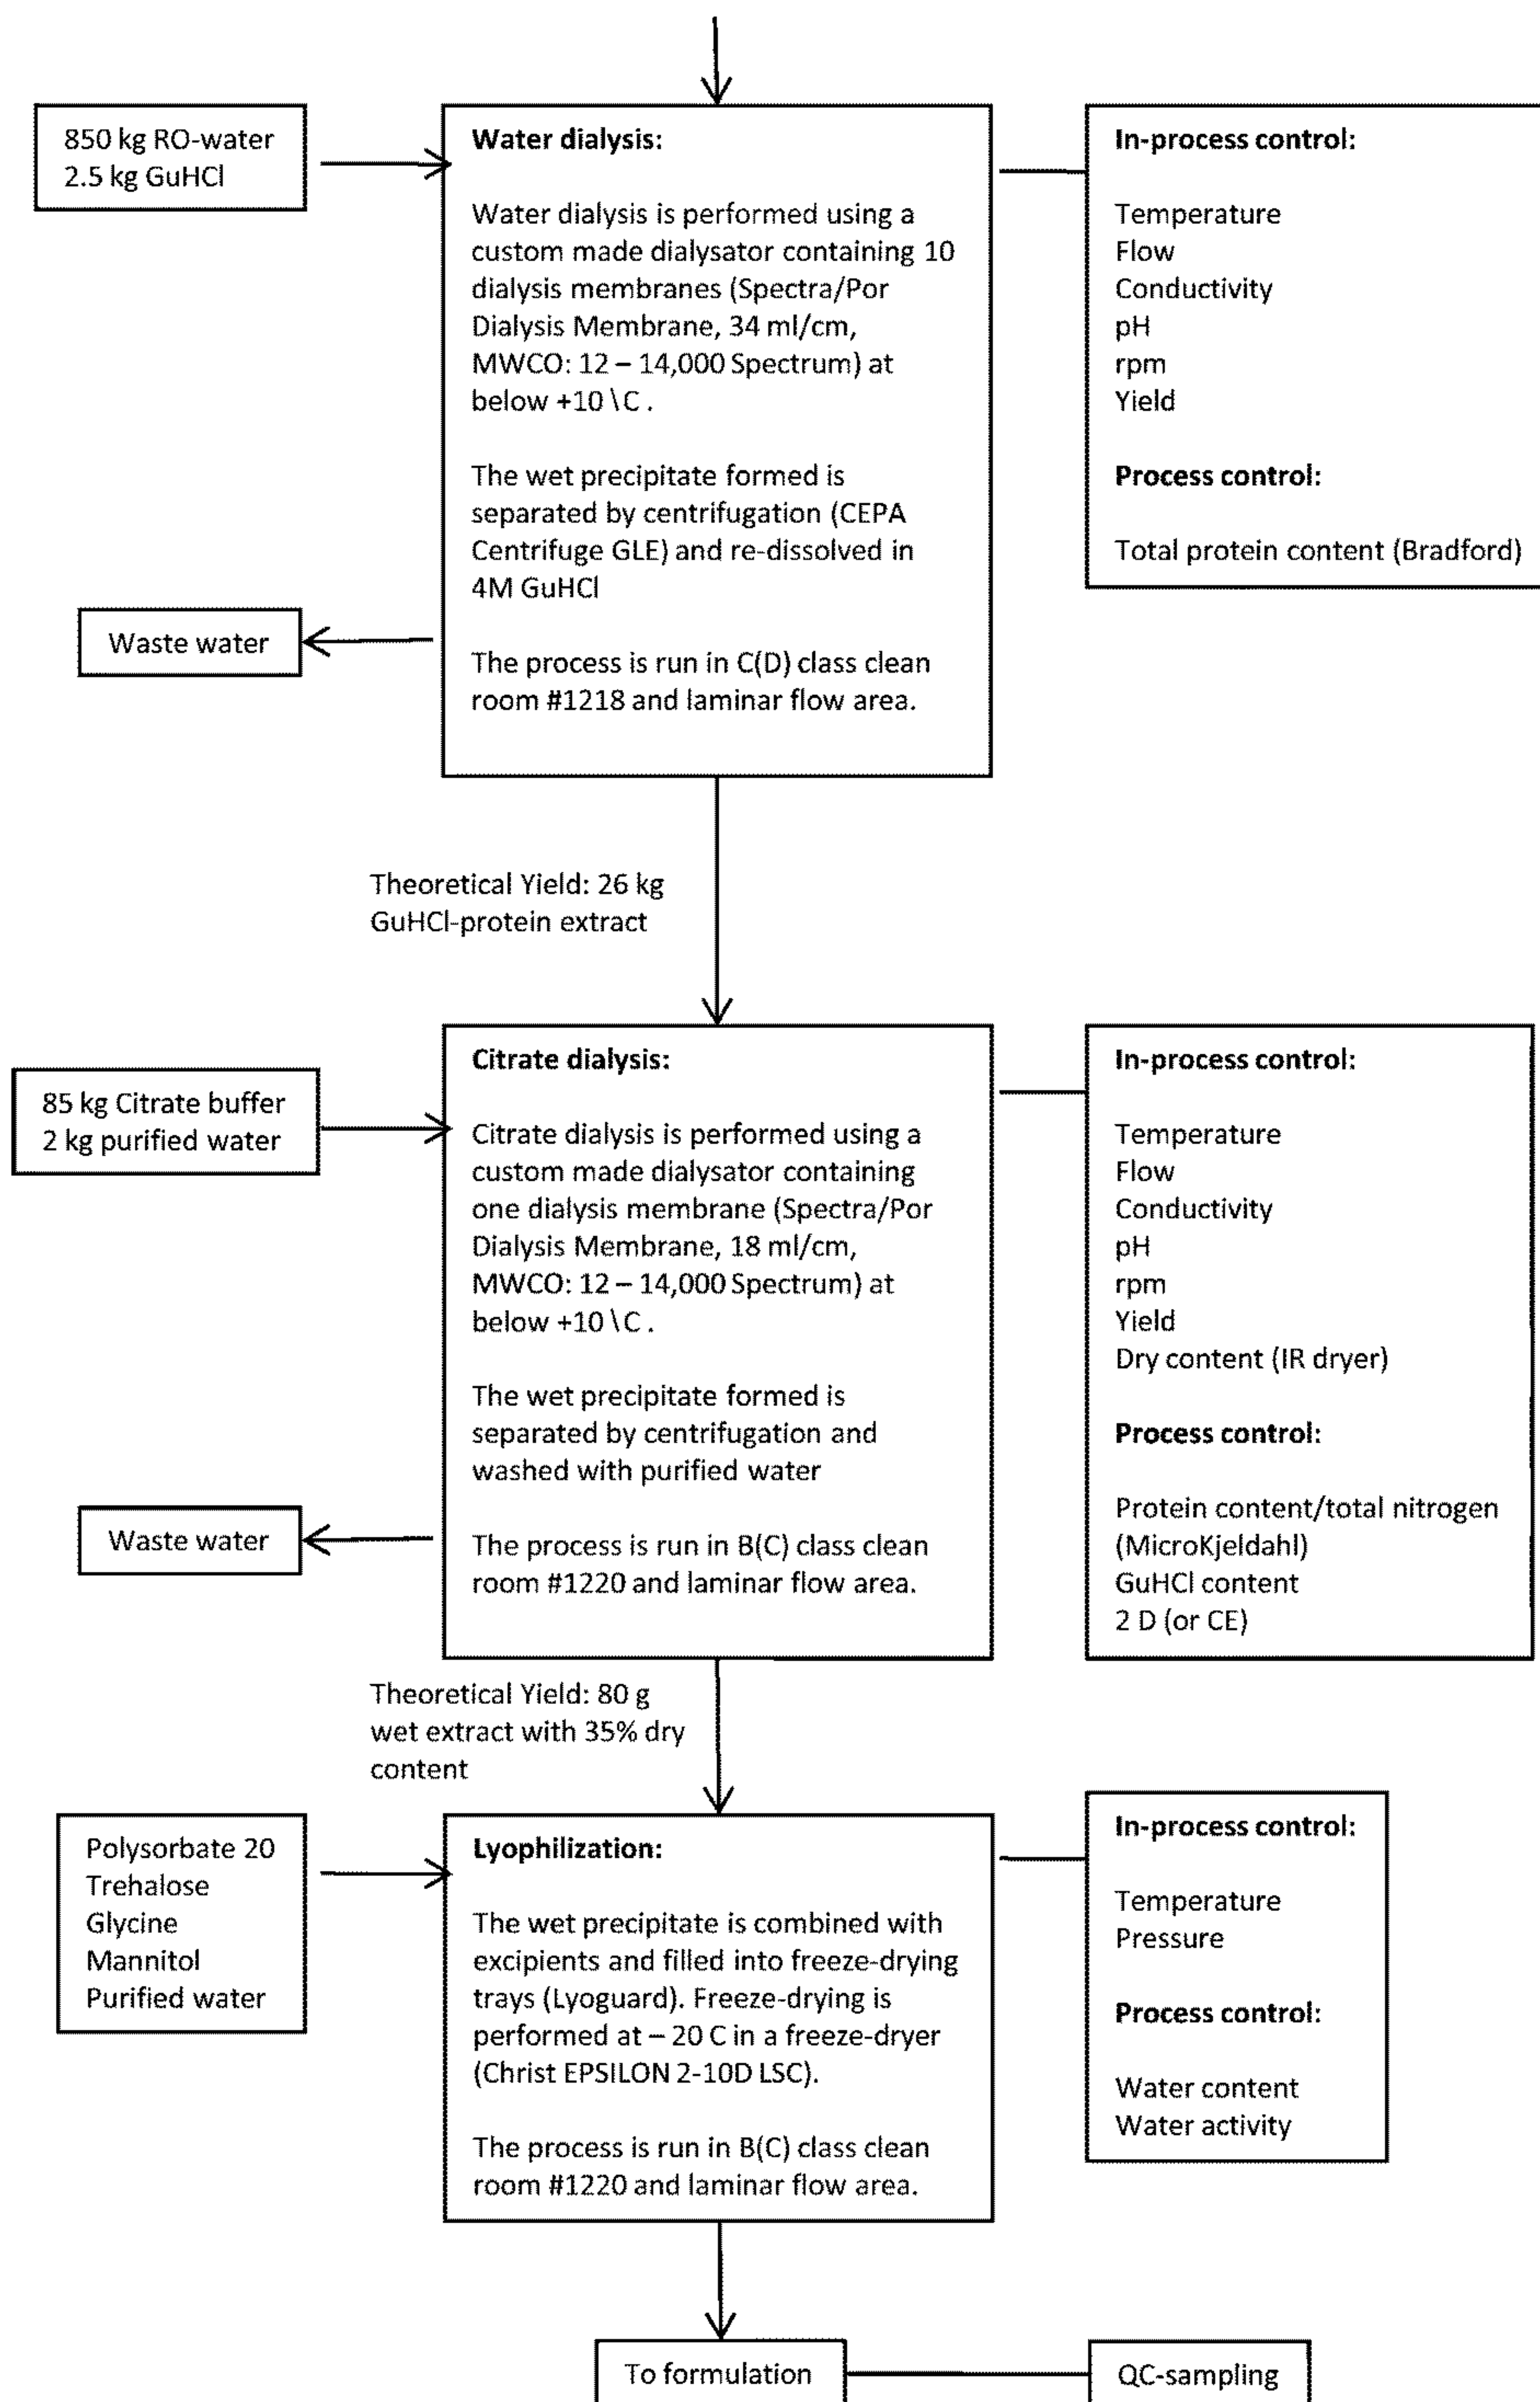 850 kg RO-water
2.5 kg GuHCl
Water dialysis:
Water dialysis is performed using a
custom made dialysator containing 10
dialysis membranes (Spectra/Por
Dialysis Membrane, 34 ml/cm,
MWCO: 12 – 14,000 Spectrum) at
below +10 \C .
The wet precipitate formed is
separated by centrifugation (CEPA
Centrifuge GLE) and re-dissolved in
4M GuHCl
The process is run in C(D) class clean
room #1218 and laminar flow area.
In-process control:
Temperature
Flow
Conductivity
pH
rpm
Yield
Process control:
Total protein content (Bradford)
Waste water
Theoretical Yield: 26 kg
GuHCl-protein extract
85 kg Citrate buffer
2 kg purified water
Citrate dialysis:
Citrate dialysis is performed using a
custom made dialysator containing
one dialysis membrane (Spectra/Por
Dialysis Membrane, 18 ml/cm,
MWCO: 12 – 14,000 Spectrum) at
below +10 \C .
The wet precipitate formed is
separated by centrifugation and
washed with purified water
The process is run in B(C) class clean
room #1220 and laminar flow area.
In-process control:
Temperature
Flow
Conductivity
pH
rpm
Yield
Dry content (IR dryer)
Process control:
Protein content/total nitrogen
(MicroKjeldahl)
GuHCl content
2 D (or CE)
Waste water
Theoretical Yield: 80 g
wet extract with 35% dry
content
Polysorbate 20
Trehalose
Glycine
Mannitol
Purified water
Lyophilization:
The wet precipitate is combined with
excipients and filled into freeze-drying
trays (Lyoguard). Freeze-drying is
performed at – 20 C in a freeze-dryer
(Christ EPSILON 2-10D LSC).
The process is run in B(C) class clean
room #1220 and laminar flow area.
In-process control:
Temperature
Pressure
Process control:
Water content
Water activity
To formulation
QC-sampling